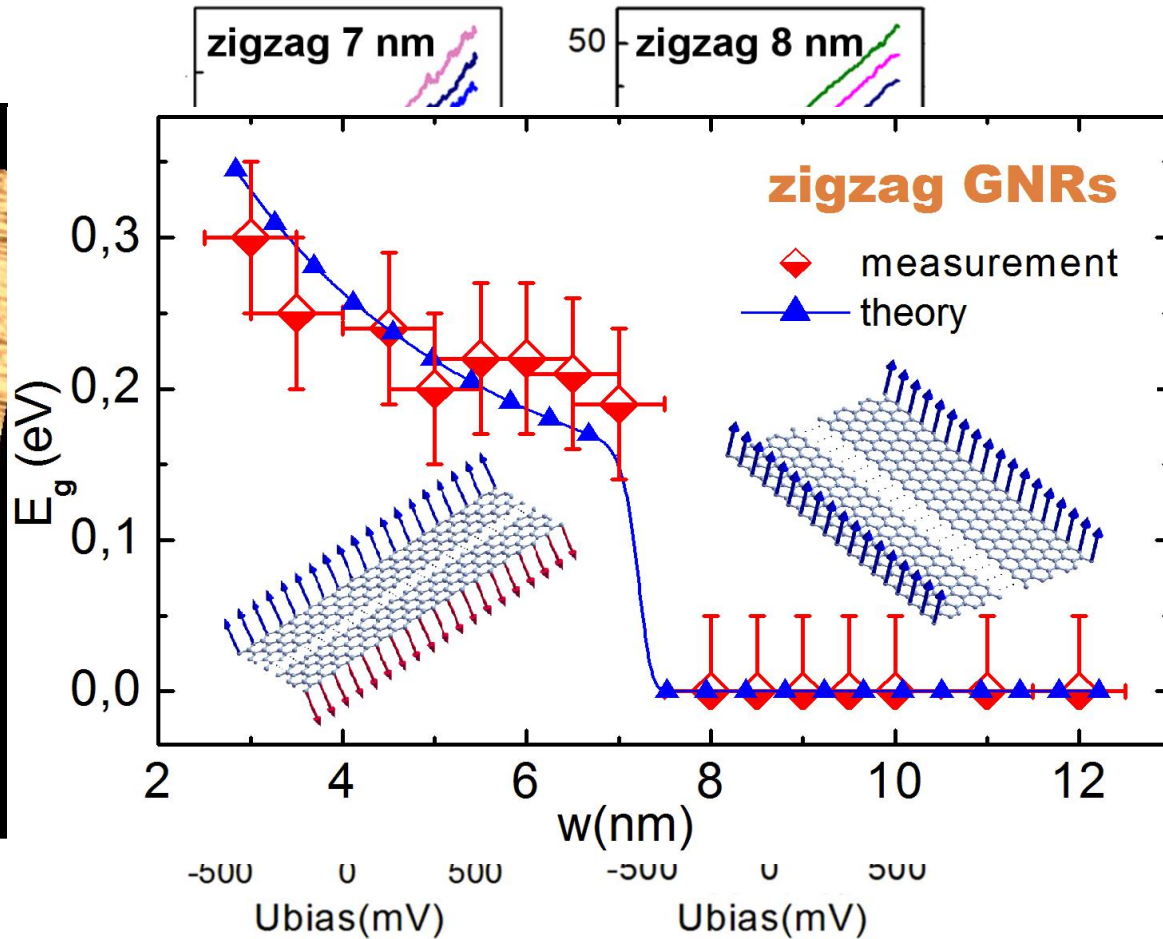 zigzag 7 nm
50
zigzag 8 nm
zigzag GNRs
measurement
theory
0,3
0,2
0,1
0,0
Eg (eV)
2 4 6 8 10 12
w(nm)
-500 0 500
-500 0 500
Ubias(mV)
Ubias(mV)